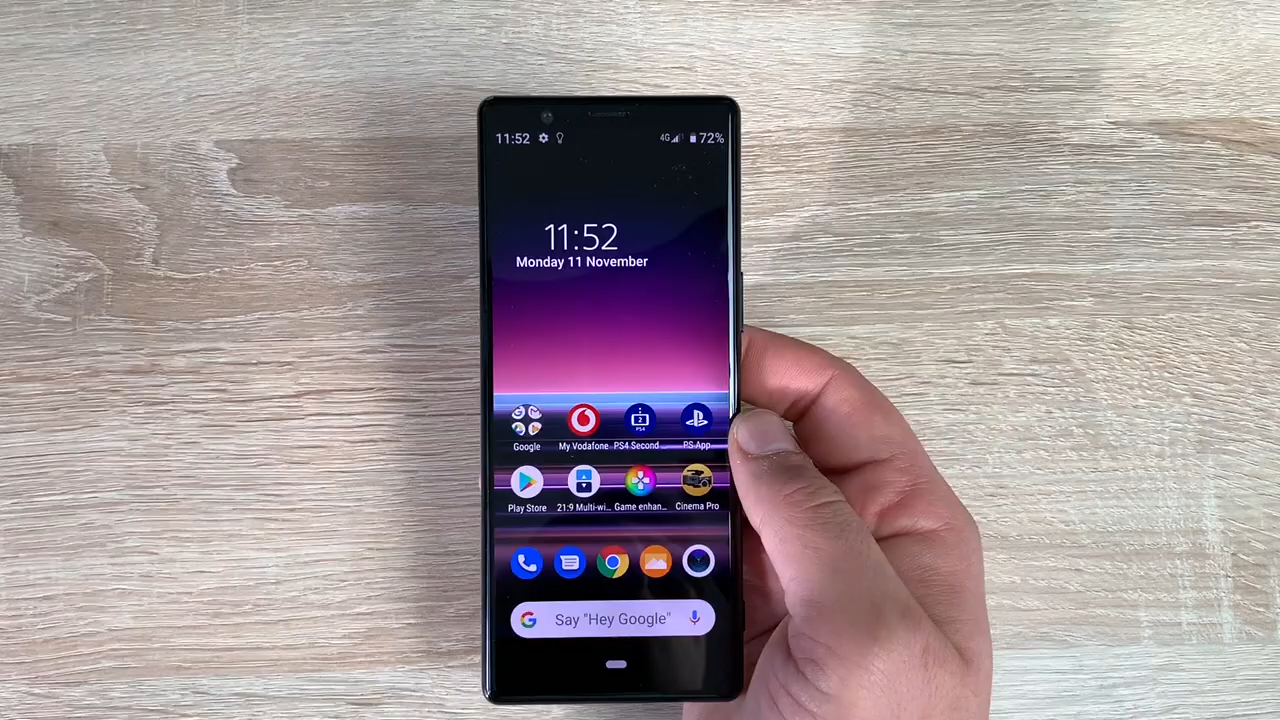 11:52 4G 72%
11:52
Monday 11 November
Google My Vodafone PS4 Second ... PS App
Play Store 21:9 Multi-wi... Game enhan... Cinema Pro
Say "Hey Google"